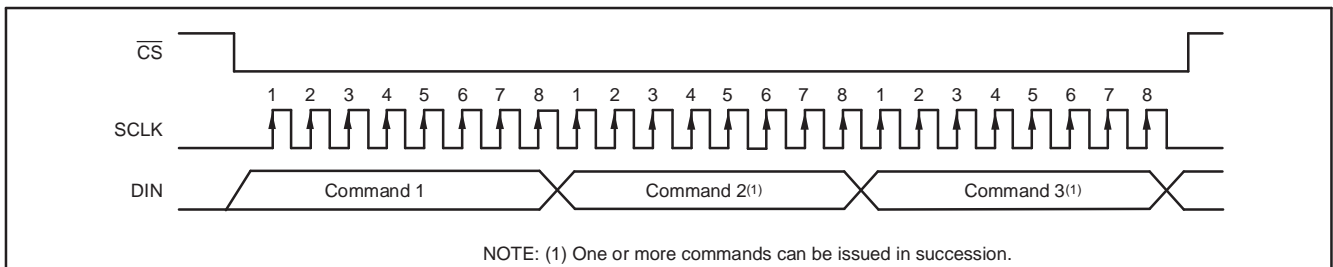 CS
1 2 3 4 5 6 7 8 1 2 3 4 5 6 7 8 1 2 3 4 5 6 7 8
SCLK
DIN Command 1 Command 2(1) Command 3(1)
NOTE: (1) One or more commands can be issued in succession.